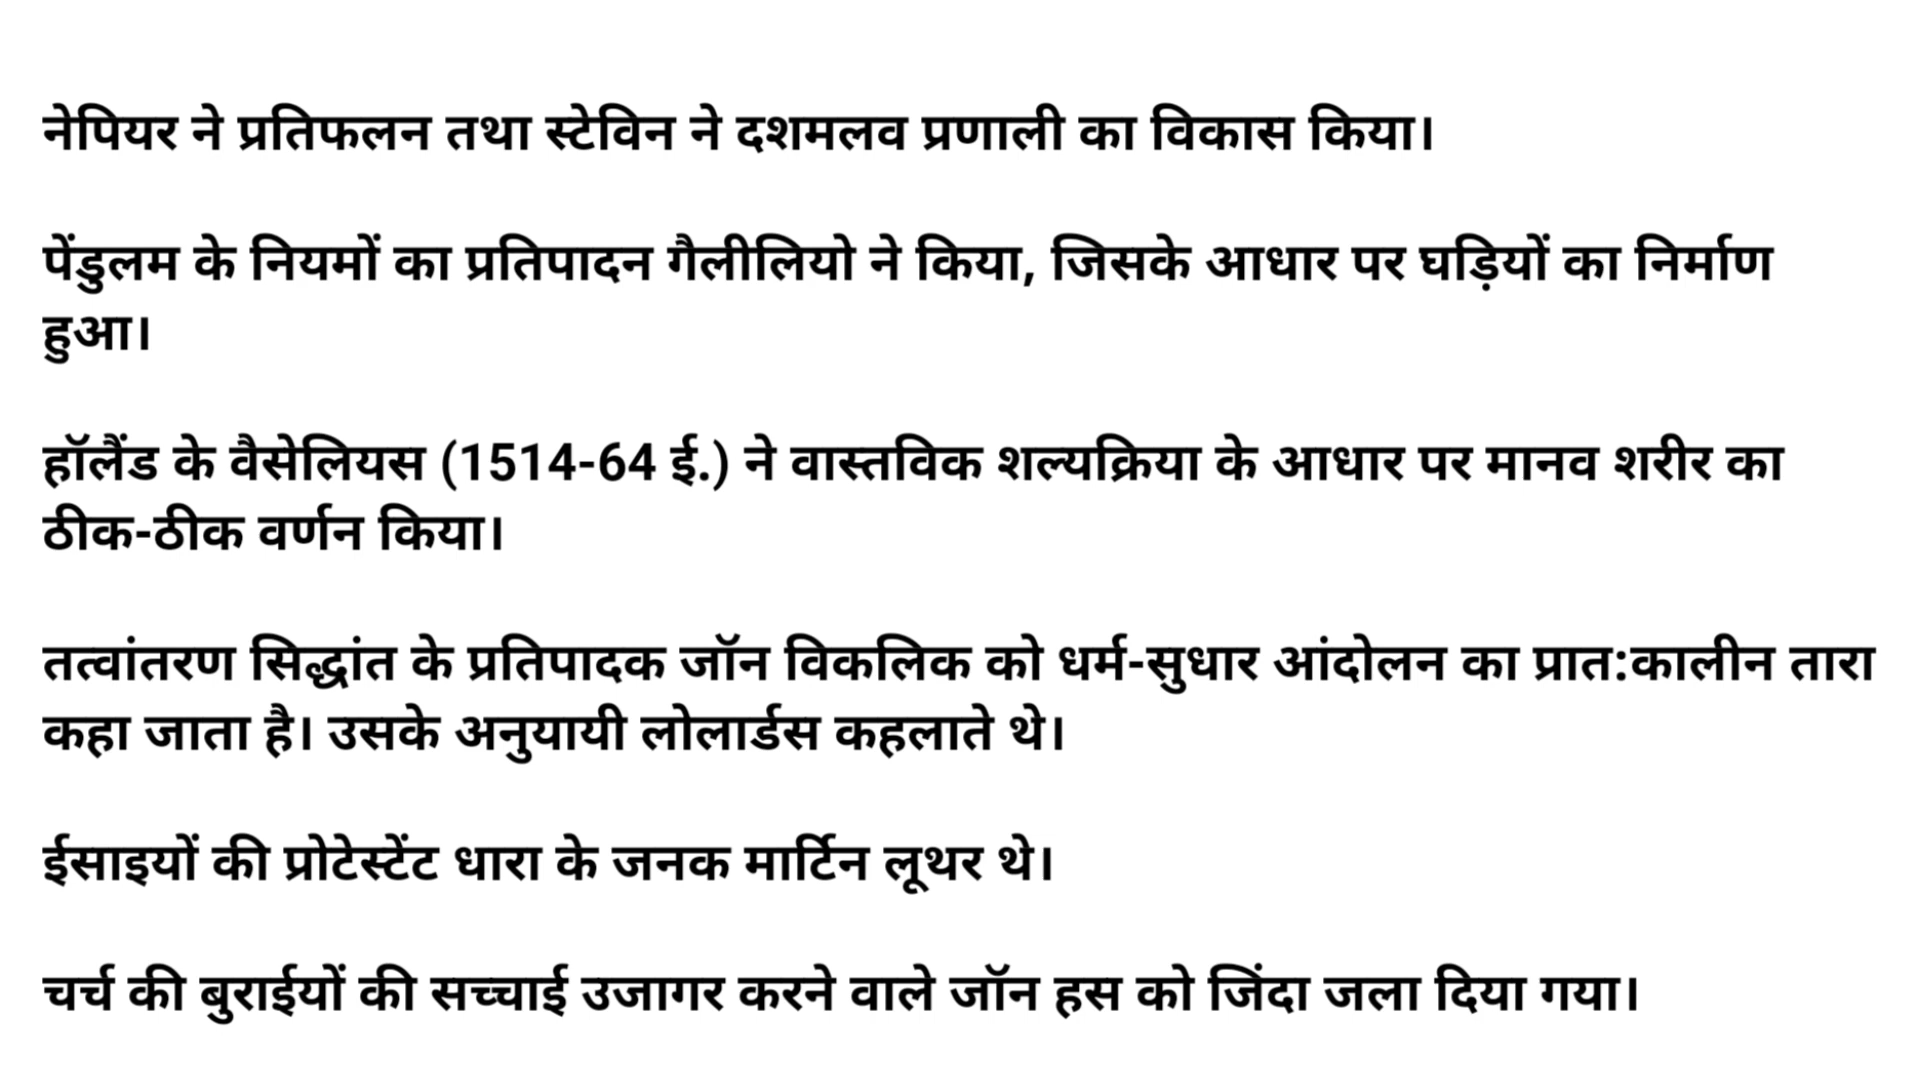 नेपियर ने प्रतिफलन तथा स्टेविन ने दशमलव प्रणाली का विकास किया।
पेंडुलम के नियमों का प्रतिपादन गैलीलियो ने किया, जिसके आधार पर घड़ियों का निर्माण
हुआ।
हॉलैंड के वैसेलियस (1514-64 ई.) ने वास्तविक शल्यक्रिया के आधार पर मानव शरीर का
ठीक-ठीक वर्णन किया।
तत्वांतरण सिद्धांत के प्रतिपादक जॉन विकलिक को धर्म-सुधार आंदोलन का प्रात:कालीन तारा
कहा जाता है। उसके अनुयायी लोलार्डस कहलाते थे।
ईसाइयों की प्रोटेस्टेंट धारा के जनक मार्टिन लूथर थे।
चर्च की बुराईयों की सच्चाई उजागर करने वाले जॉन हस को जिंदा जला दिया गया।